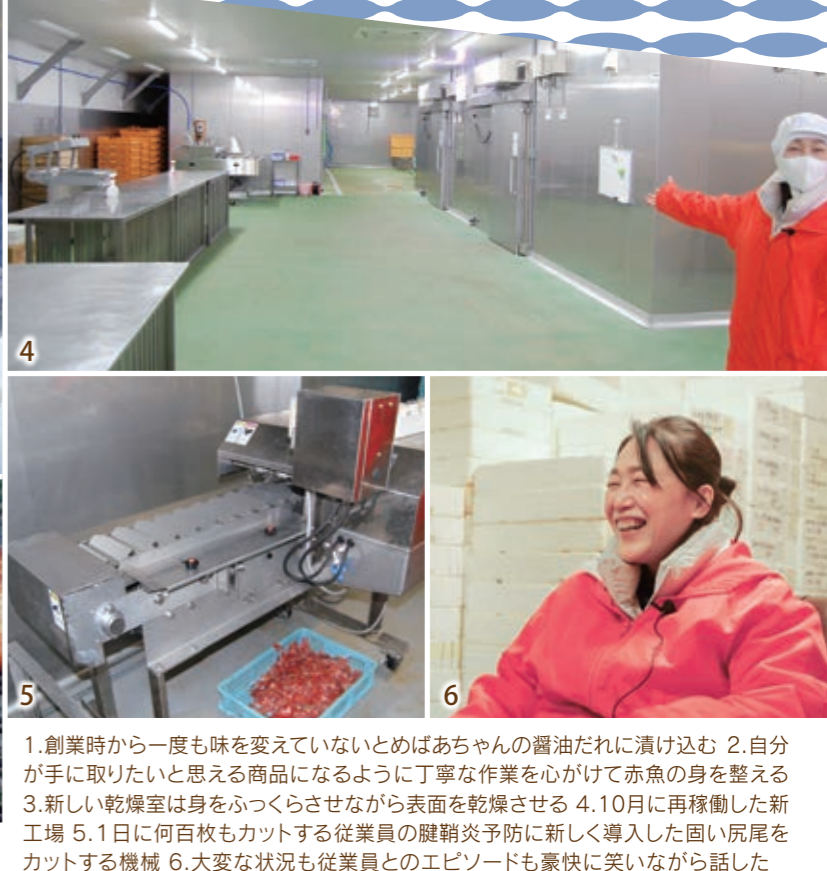 4
5
6
1.創業時から一度も味を変えていないとめばあちゃんの醤油だれに漬け込む 2.自分
が手に取りたいと思える商品になるように丁寧な作業を心がけて赤魚の身を整える
3.新しい乾燥室は身をふっくらさせながら表面を乾燥させる 4.10月に再稼働した新
工場 5.1日に何百枚もカットする従業員の腱鞘炎予防に新しく導入した固い尻尾を
カットする機械 6.大変な状況も従業員とのエピソードも豪快に笑いながら話した